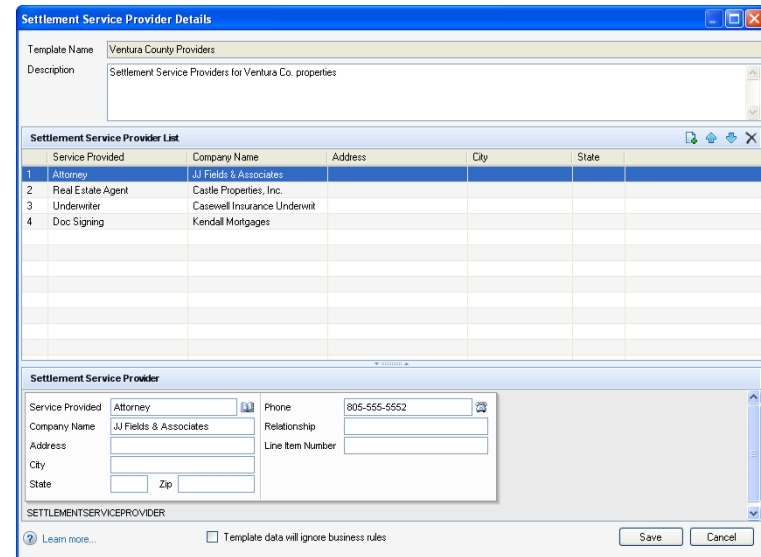 Settlement Service Provider Details
Template Name Ventura County Providers
Description Settlement Service Providers for Ventura Co. properties
Settlement Service Provider List
Service Provided Company Name Address City State
1 Attorney JJ Fields & Associates
2 Real Estate Agent Castle Properties, Inc.
3 Underwriter Casewell Insurance Underwrit
4 Doc Signing Kendall Mortgages
Settlement Service Provider
Service Provided Attorney Phone 805-555-5552
Company Name JJ Fields & Associates Relationship
Address Line Item Number
City
State Zip
SETTLEMENTSERVICEPROVIDER
? Learn more... Template data will ignore business rules Save Cancel